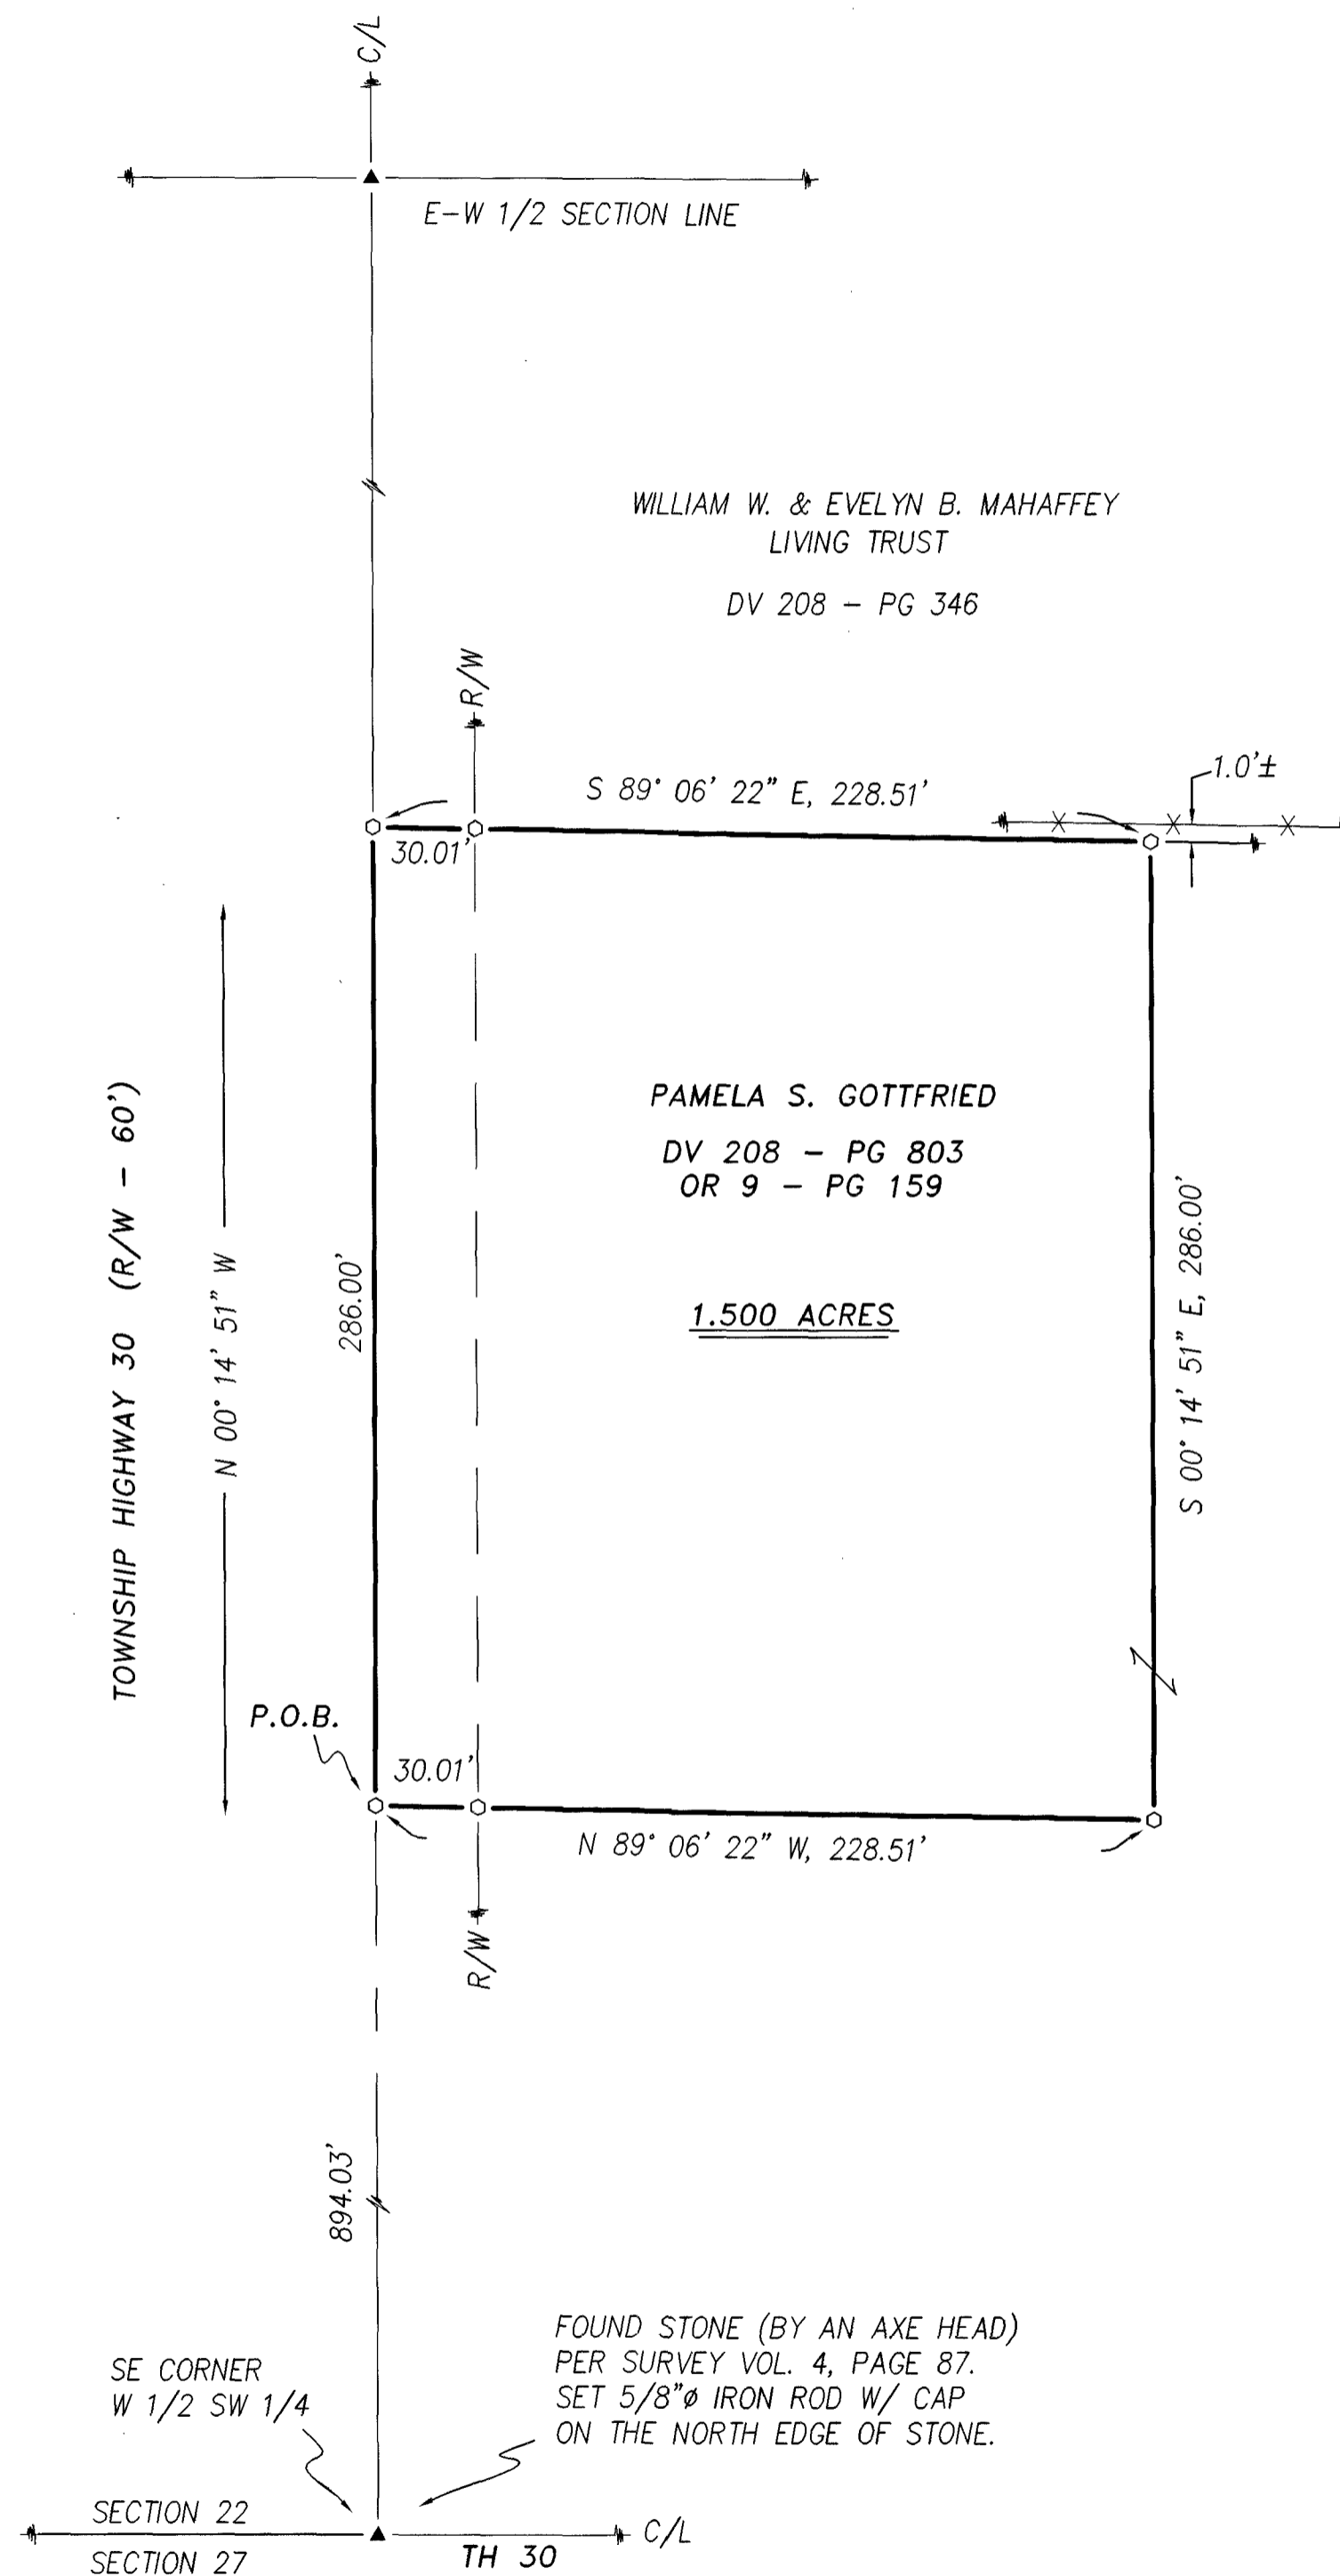 C/L
E-W 1/2 SECTION LINE
WILLIAM W. & EVELYN B. MAHAFFEY
LIVING TRUST
DV 208 - PG 346
R/W
1.0'±
S 89° 06' 22" E, 228.51'
30.01'
TOWNSHIP HIGHWAY 30 (R/W - 60')
N 00° 14' 51" W
286.00'
PAMELA S. GOTTFRIED
DV 208 - PG 803
OR 9 - PG 159
1.500 ACRES
S 00° 14' 51" E, 286.00'
P.O.B.
30.01'
N 89° 06' 22" W, 228.51'
R/W
894.03'
FOUND STONE (BY AN AXE HEAD)
PER SURVEY VOL. 4, PAGE 87.
SET 5/8"ø IRON ROD W/ CAP
ON THE NORTH EDGE OF STONE.
SE CORNER
W 1/2 SW 1/4
SECTION 22
C/L
SECTION 27
TH 30